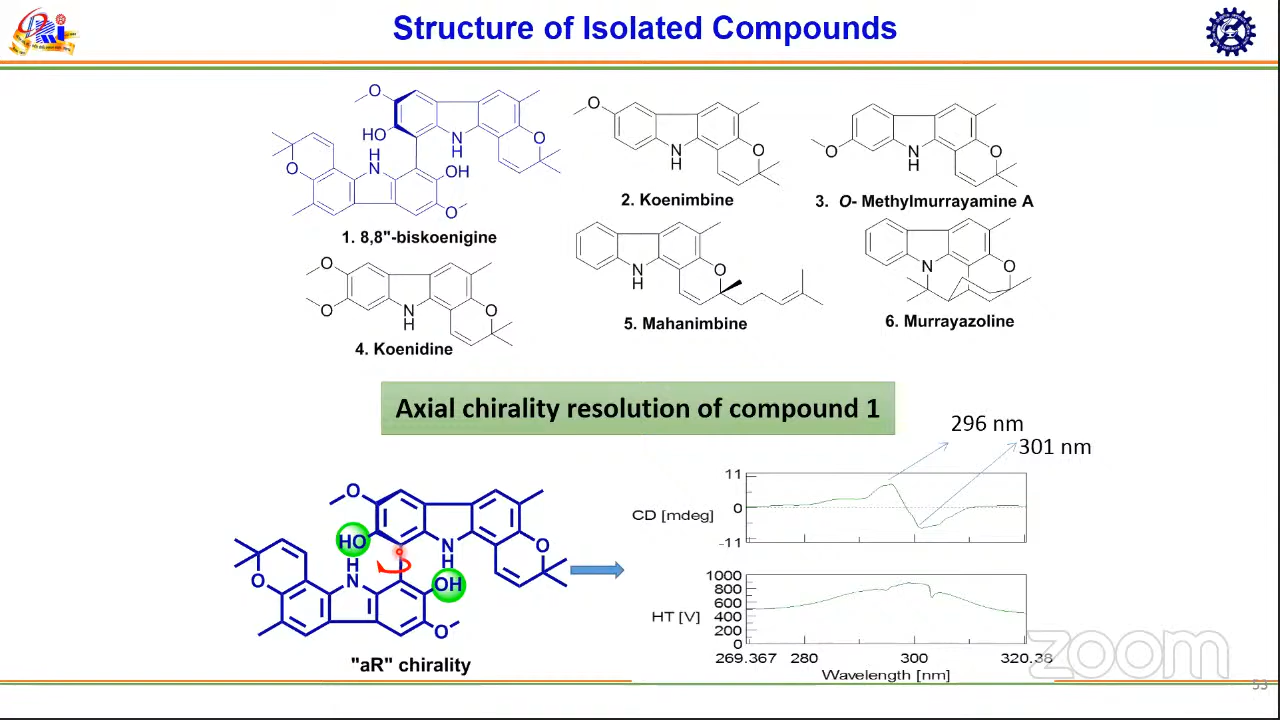 Structure of Isolated Compounds
O
HO
N
H
O
H
N
OH
O
O
1. 8,8"-biskoenigine
O
N
H
O
2. Koenimbine
O
N
H
O
3. O- Methylmurrayamine A
O
O
N
H
O
4. Koenidine
N
H
O
5. Mahanimbine
N
O
6. Murrayazoline
Axial chirality resolution of compound 1
O
HO
N
H
O
H
N
O
OH
O
"aR" chirality
296 nm
301 nm
11
CD [mdeg]
0
-11
1000
800
600
HT [V]
400
200
0
269.367 280 300 320.38
Wavelength [nm]
zoom
53